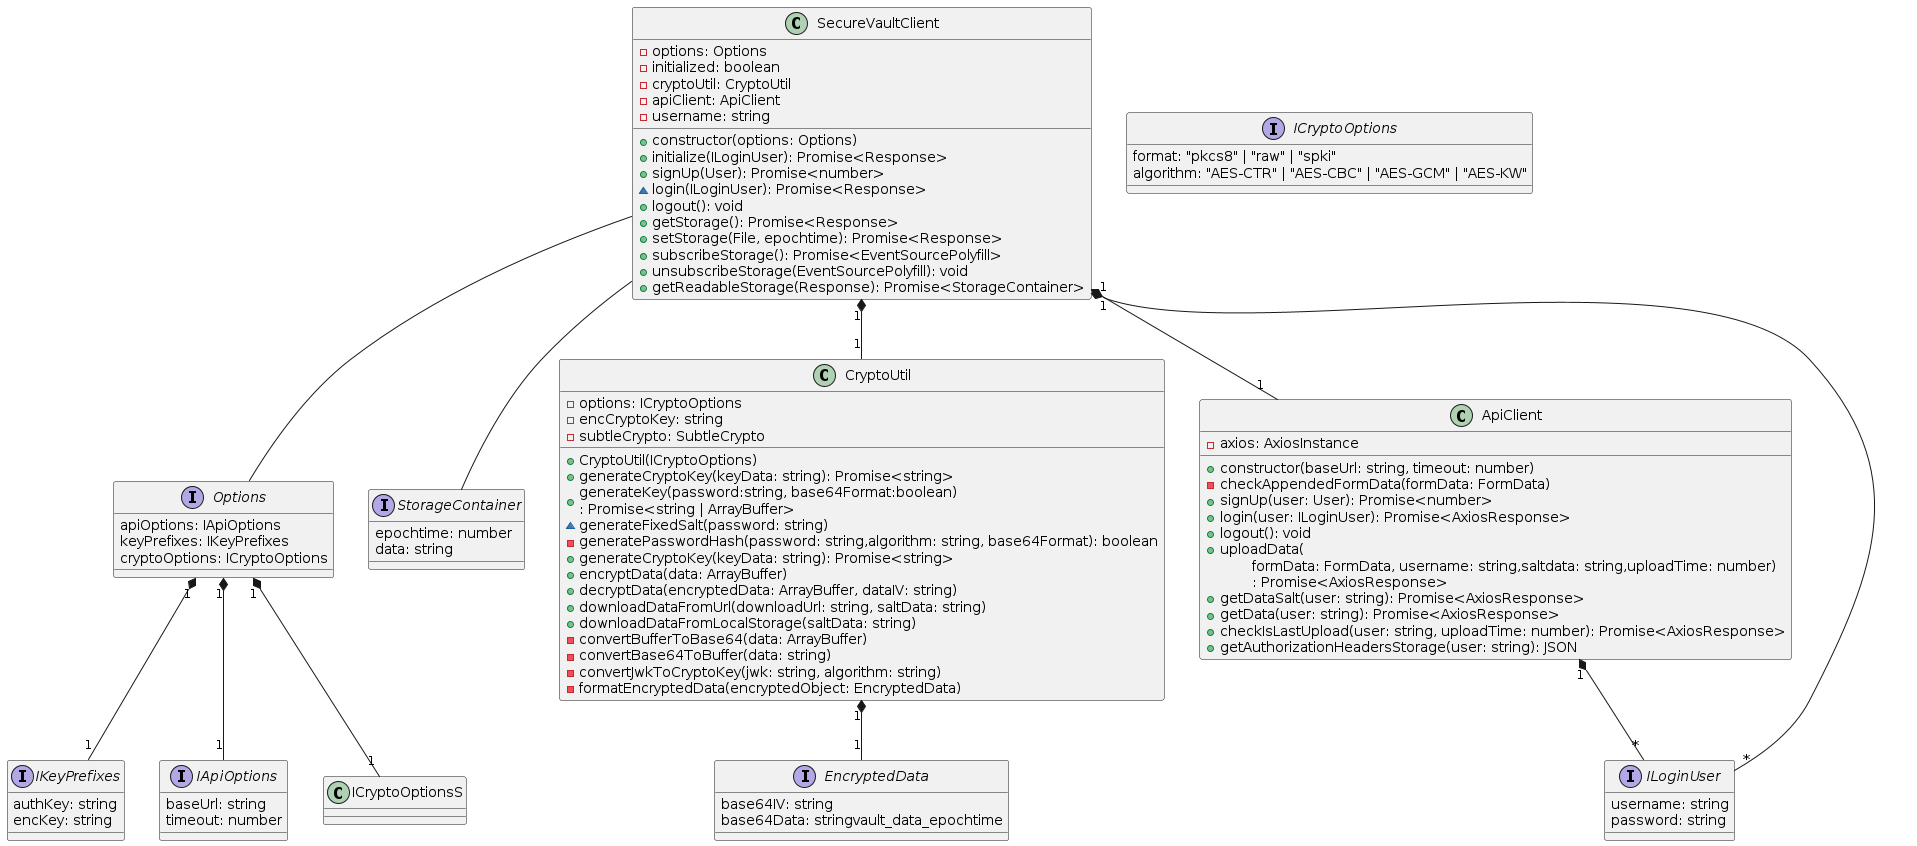 C SecureVaultClient
options: Options
initialized: boolean
cryptoUtil: CryptoUtil
apiClient: ApiClient
username: string
constructor(options: Options)
initialize(ILoginUser): Promise<Response>
signUp(User): Promise<number>
login(ILoginUser): Promise<Response>
logout(): void
getStorage(): Promise<Response>
setStorage(File, epochtime): Promise<Response>
subscribeStorage(): Promise<EventSourcePolyfill>
unsubscribeStorage(EventSourcePolyfill): void
getReadableStorage(Response): Promise<StorageContainer>
I ICryptoOptions
format: "pkcs8" | "raw" | "spki"
algorithm: "AES-CTR" | "AES-CBC" | "AES-GCM" | "AES-KW"
1
1
1
1
1
C CryptoUtil
options: ICryptoOptions
encCryptoKey: string
subtleCrypto: SubtleCrypto
CryptoUtil(ICryptoOptions)
generateCryptoKey(keyData: string): Promise<string>
generateKey(password:string, base64Format:boolean)
: Promise<string | ArrayBuffer>
generateFixedSalt(password: string)
generatePasswordHash(password: string,algorithm: string, base64Format): boolean
generateCryptoKey(keyData: string): Promise<string>
encryptData(data: ArrayBuffer)
decryptData(encryptedData: ArrayBuffer, dataIV: string)
downloadDataFromUrl(downloadUrl: string, saltData: string)
downloadDataFromLocalStorage(saltData: string)
convertBufferToBase64(data: ArrayBuffer)
convertBase64ToBuffer(data: string)
convertJwkToCryptoKey(jwk: string, algorithm: string)
formatEncryptedData(encryptedObject: EncryptedData)
C ApiClient
axios: AxiosInstance
constructor(baseUrl: string, timeout: number)
checkAppendedFormData(formData: FormData)
signUp(user: User): Promise<number>
login(user: ILoginUser): Promise<AxiosResponse>
logout(): void
uploadData(
formData: FormData, username: string,saltdata: string,uploadTime: number)
: Promise<AxiosResponse>
getDataSalt(user: string): Promise<AxiosResponse>
getData(user: string): Promise<AxiosResponse>
checkIsLastUpload(user: string, uploadTime: number): Promise<AxiosResponse>
getAuthorizationHeadersStorage(user: string): JSON
I Options
apiOptions: IApiOptions
keyPrefixes: IKeyPrefixes
cryptoOptions: ICryptoOptions
I StorageContainer
epochtime: number
data: string
1
1
1
1
1
1
1
1
1
*
*
I IKeyPrefixes
authKey: string
encKey: string
I IApiOptions
baseUrl: string
timeout: number
C ICryptoOptionsS
I EncryptedData
base64IV: string
base64Data: stringvault_data_epochtime
I ILoginUser
username: string
password: string